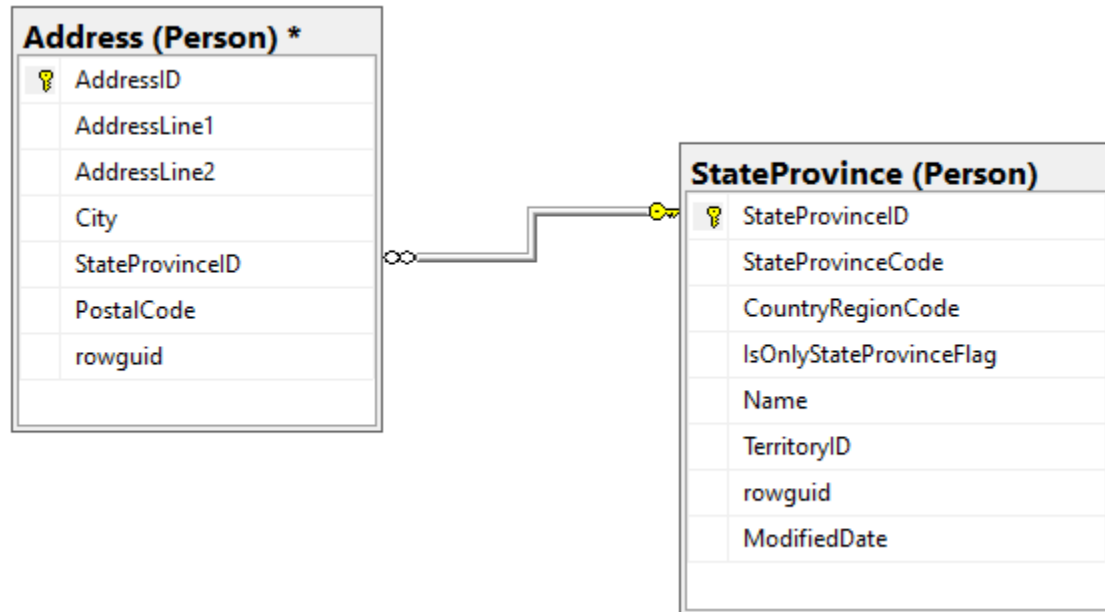 Address (Person) *
AddressID
AddressLine1
AddressLine2
City
StateProvinceID
PostalCode
rowguid
StateProvince (Person)
StateProvinceID
StateProvinceCode
CountryRegionCode
IsOnlyStateProvinceFlag
Name
TerritoryID
rowguid
ModifiedDate